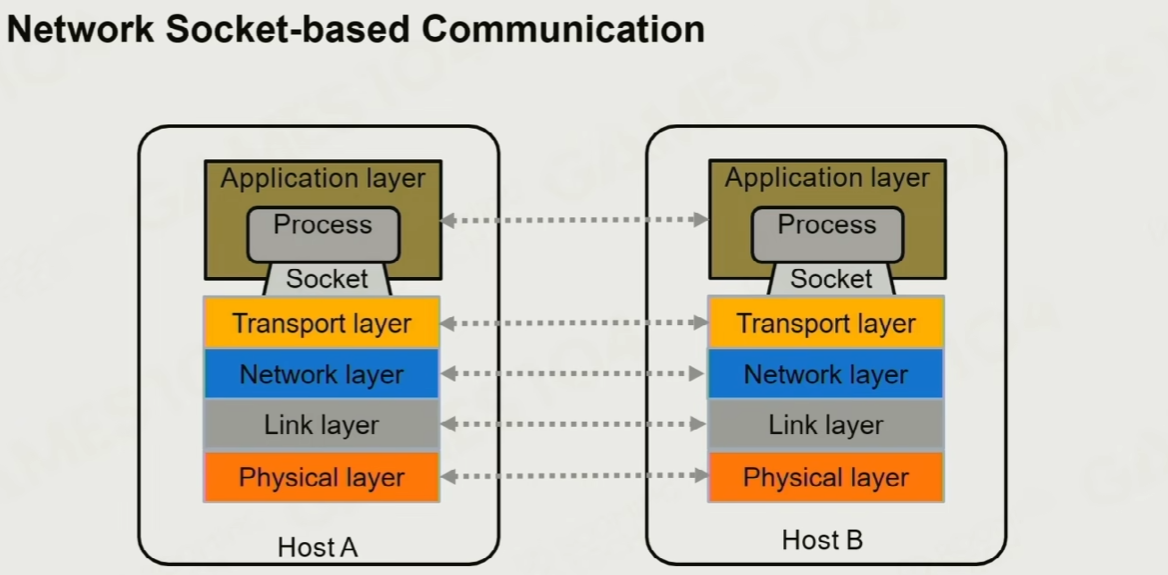 Network Socket-based Communication
Application layer
Process
Socket
Transport layer
Network layer
Link layer
Physical layer
Host A
Application layer
Process
Socket
Transport layer
Network layer
Link layer
Physical layer
Host B